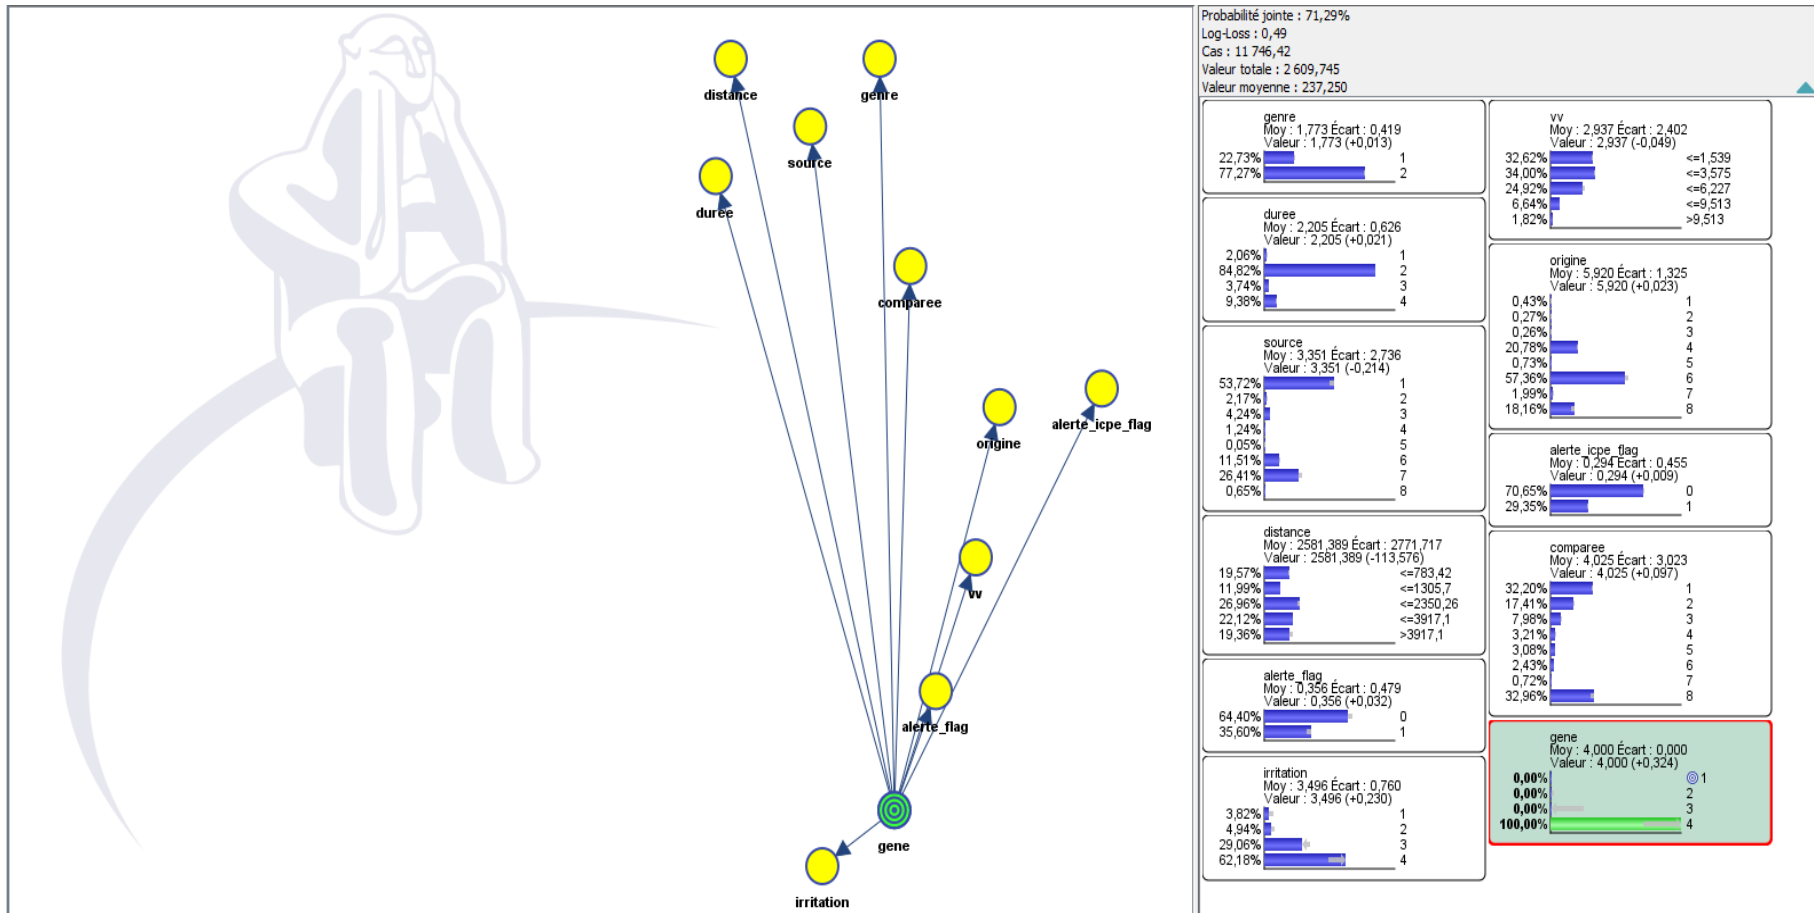 distance
genre
source
duree
comparee
alerte_icpe_flag
origine
vv
alerte_flag
gene
irritation
Probabilité jointe : 71,29%
Log-Loss : 0,49
Cas : 11 746,42
Valeur totale : 2 609,745
Valeur moyenne : 237,250
genre
Moy : 1,773 Écart : 0,419
Valeur : 1,773 (+0,013)
22,73% 1
77,27% 2
duree
Moy : 2,205 Écart : 0,626
Valeur : 2,205 (+0,021)
2,06% 1
84,82% 2
3,74% 3
9,38% 4
source
Moy : 3,351 Écart : 2,736
Valeur : 3,351 (-0,214)
53,72% 1
2,17% 2
4,24% 3
1,24% 4
0,05% 5
11,51% 6
26,41% 7
0,65% 8
distance
Moy : 2581,389 Écart : 2771,717
Valeur : 2581,389 (-113,576)
19,57% <=783,42
11,99% <=1305,7
26,96% <=2350,26
22,12% <=3917,1
19,36% >3917,1
alerte_flag
Moy : 0,356 Écart : 0,479
Valeur : 0,356 (+0,032)
64,40% 0
35,60% 1
irritation
Moy : 3,496 Écart : 0,760
Valeur : 3,496 (+0,230)
3,82% 1
4,94% 2
29,06% 3
62,18% 4
vv
Moy : 2,937 Écart : 2,402
Valeur : 2,937 (-0,049)
32,62% <=1,539
34,00% <=3,575
24,92% <=6,227
6,64% <=9,513
1,82% >9,513
origine
Moy : 5,920 Écart : 1,325
Valeur : 5,920 (+0,023)
0,43% 1
0,27% 2
0,26% 3
20,78% 4
0,73% 5
57,36% 6
1,99% 7
18,16% 8
alerte_icpe_flag
Moy : 0,294 Écart : 0,455
Valeur : 0,294 (+0,009)
70,65% 0
29,35% 1
comparee
Moy : 4,025 Écart : 3,023
Valeur : 4,025 (+0,097)
32,20% 1
17,41% 2
7,98% 3
3,21% 4
3,08% 5
2,43% 6
0,72% 7
32,96% 8
gene
Moy : 4,000 Écart : 0,000
Valeur : 4,000 (+0,324)
0,00% 1
0,00% 2
0,00% 3
100,00% 4